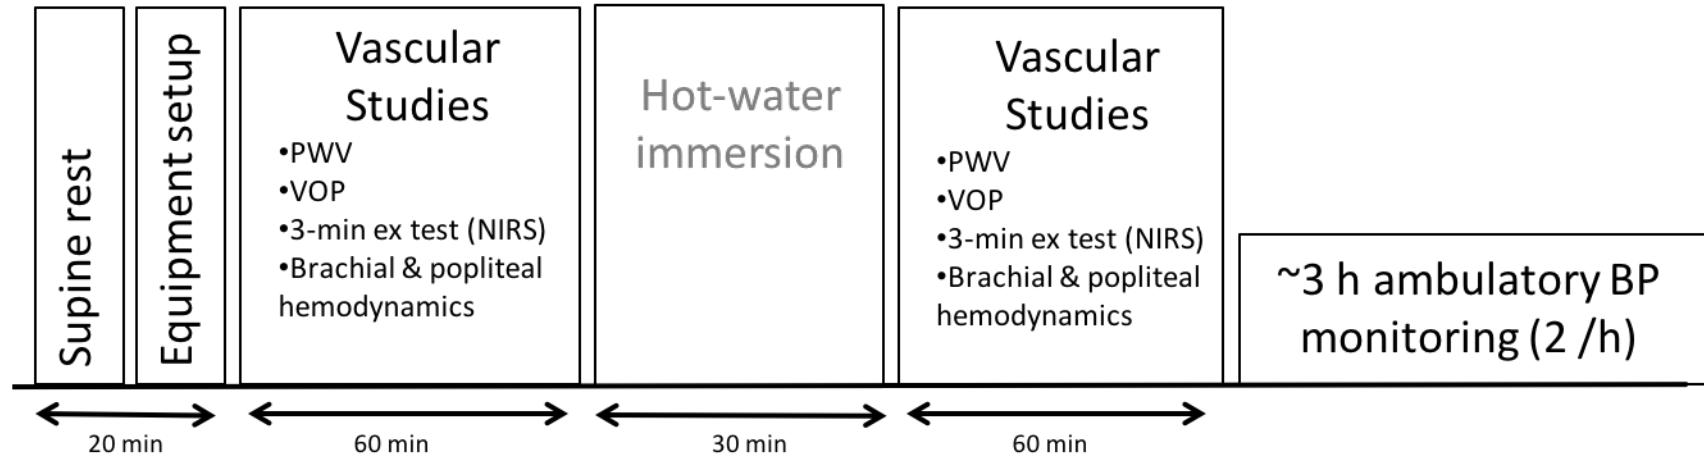 Supine rest
Equipment setup
Vascular
Studies
•PWV
•VOP
•3-min ex test (NIRS)
•Brachial & popliteal
hemodynamics
Hot-water
immersion
Vascular
Studies
•PWV
•VOP
•3-min ex test (NIRS)
•Brachial & popliteal
hemodynamics
~3 h ambulatory BP
monitoring (2 /h)
20 min
60 min
30 min
60 min